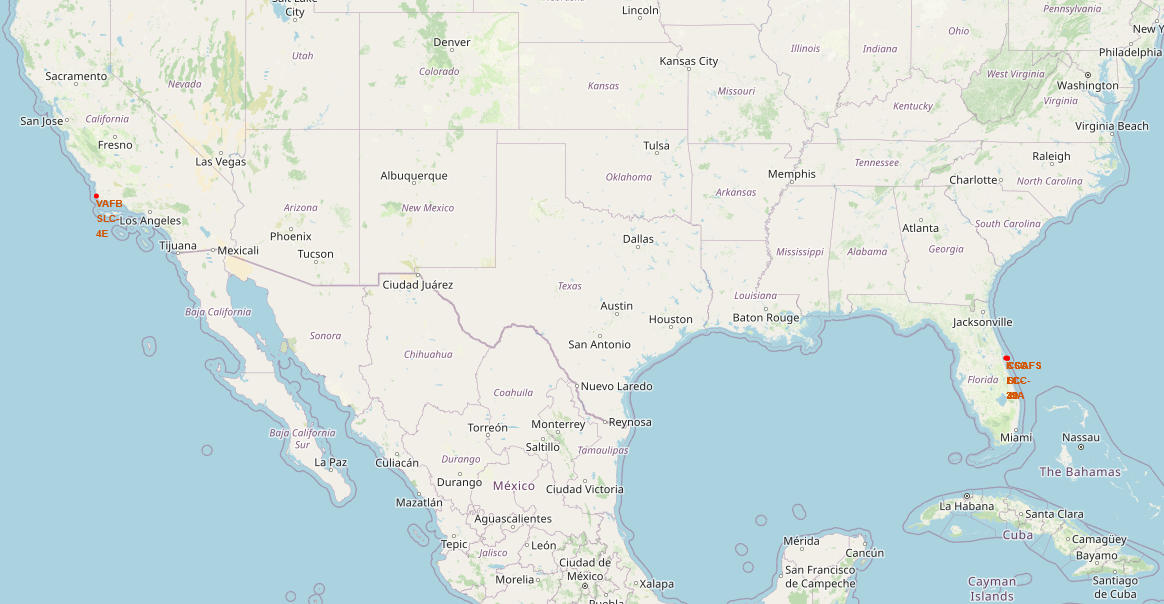 Salt Lake
City
Lincoln
Pennsylvania
New Y
Denver
Utah
Colorado
Illinois
Indiana
Ohio
Philadelphia
Kansas City
Sacramento
Nevada
Kansas
Missouri
West Virginia
Washington
Virginia
Kentucky
San Jose
California
Fresno
Virginia Beach
Las Vegas
Tulsa
Raleigh
Tennessee
Albuquerque
Oklahoma
Memphis
Charlotte
North Carolina
Arkansas
VAFB
SLC-
4E
Arizona
New Mexico
Los Angeles
Phoenix
Atlanta
South Carolina
Tijuana
Mexicali
Tucson
Dallas
Mississippi
Alabama
Georgia
Ciudad Juárez
Texas
Louisiana
Baja California
Austin
Houston
Baton Rouge
Jacksonville
Sonora
San Antonio
Chihuahua
Florida
Coahuila
Nuevo Laredo
Reynosa
Torreón
Monterrey
Baja California
Sur
Saltillo
Tamaulipas
Miami
Nassau
La Paz
Culiacán
Durango
Durango
México
Ciudad Victoria
The Bahamas
Mazatlán
La Habana
Santa Clara
Aguascalientes
Cuba
Camagüey
Tepic
Jalisco
León
Mérida
Cancún
Bayamo
Ciudad de
México
San Francisco
de Campeche
Morelia
Xalapa
Cayman
Islands
Santiago
de Cuba
Puebla